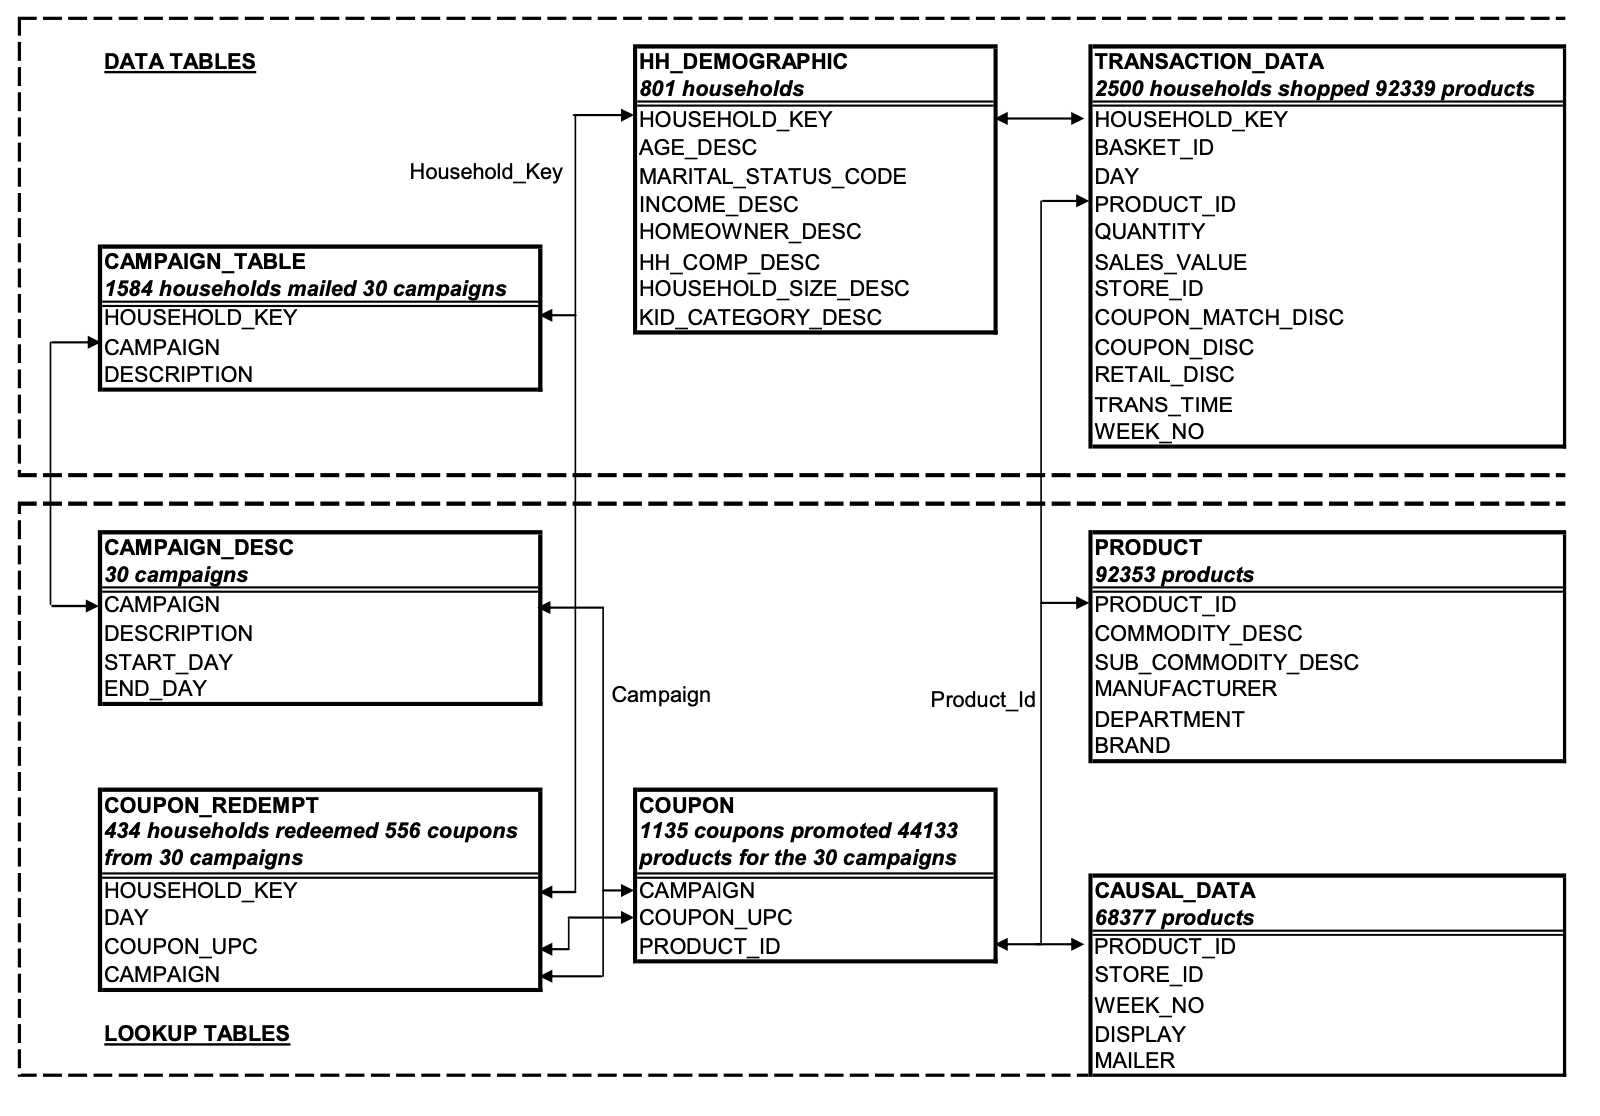 DATA TABLES
HH_DEMOGRAPHIC
801 households
HOUSEHOLD_KEY
AGE_DESC
MARITAL_STATUS_CODE
INCOME_DESC
HOMEOWNER_DESC
HH_COMP_DESC
HOUSEHOLD_SIZE_DESC
KID_CATEGORY_DESC
TRANSACTION_DATA
2500 households shopped 92339 products
HOUSEHOLD_KEY
BASKET_ID
DAY
PRODUCT_ID
QUANTITY
SALES_VALUE
STORE_ID
COUPON_MATCH_DISC
COUPON_DISC
RETAIL_DISC
TRANS_TIME
WEEK_NO
Household_Key
CAMPAIGN_TABLE
1584 households mailed 30 campaigns
HOUSEHOLD_KEY
CAMPAIGN
DESCRIPTION
CAMPAIGN_DESC
30 campaigns
CAMPAIGN
DESCRIPTION
START_DAY
END_DAY
Campaign
Product_Id
PRODUCT
92353 products
PRODUCT_ID
COMMODITY_DESC
SUB_COMMODITY_DESC
MANUFACTURER
DEPARTMENT
BRAND
COUPON_REDEMPT
434 households redeemed 556 coupons
from 30 campaigns
HOUSEHOLD_KEY
DAY
COUPON_UPC
CAMPAIGN
COUPON
1135 coupons promoted 44133
products for the 30 campaigns
CAMPAIGN
COUPON_UPC
PRODUCT_ID
CAUSAL_DATA
68377 products
PRODUCT_ID
STORE_ID
WEEK_NO
DISPLAY
MAILER
LOOKUP TABLES